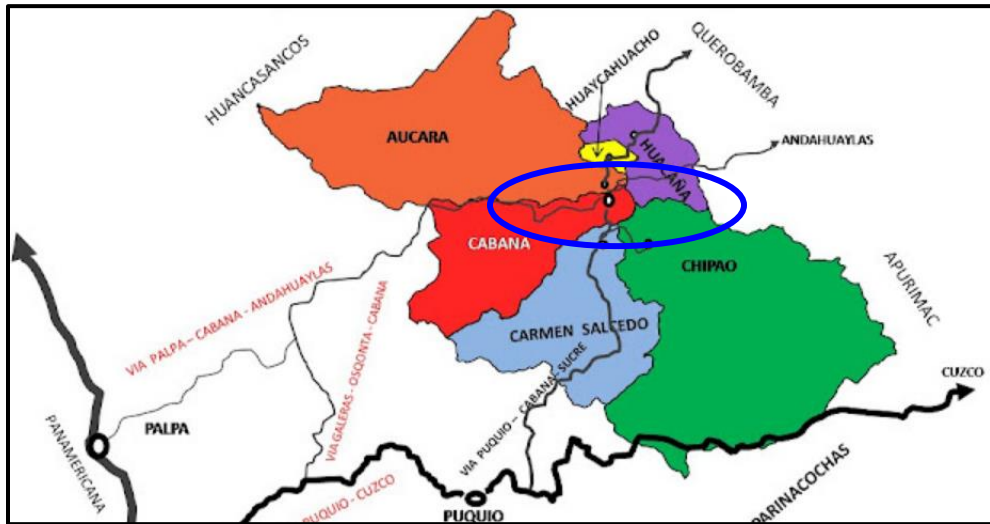 HUANCASANCOS
HUAYCAHUACHO
QUEROBAMBA
AUCARA
HUACAÑA
ANDAHUAYLAS
CABANA
CHIPAO
APURIMAC
VIA PALPA – CABANA - ANDAHUAYLAS
VIA GALERAS - OSQONTA - CABANA
CARMEN SALCEDO
VIA PUQUIO – CABANA - SUCRE
CUZCO
PALPA
PANAMERICANA
PUQUIO - CUZCO
PUQUIO
PARINACOCHAS